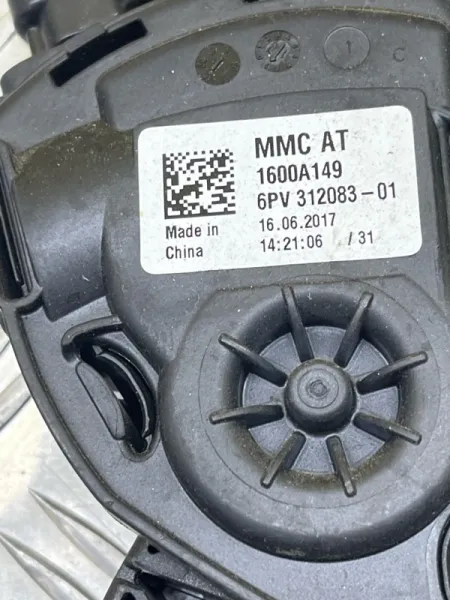 C
MMC AT
1600A149
6PV 312083-01
Made in
China
16.06.2017
14:21:06 /31